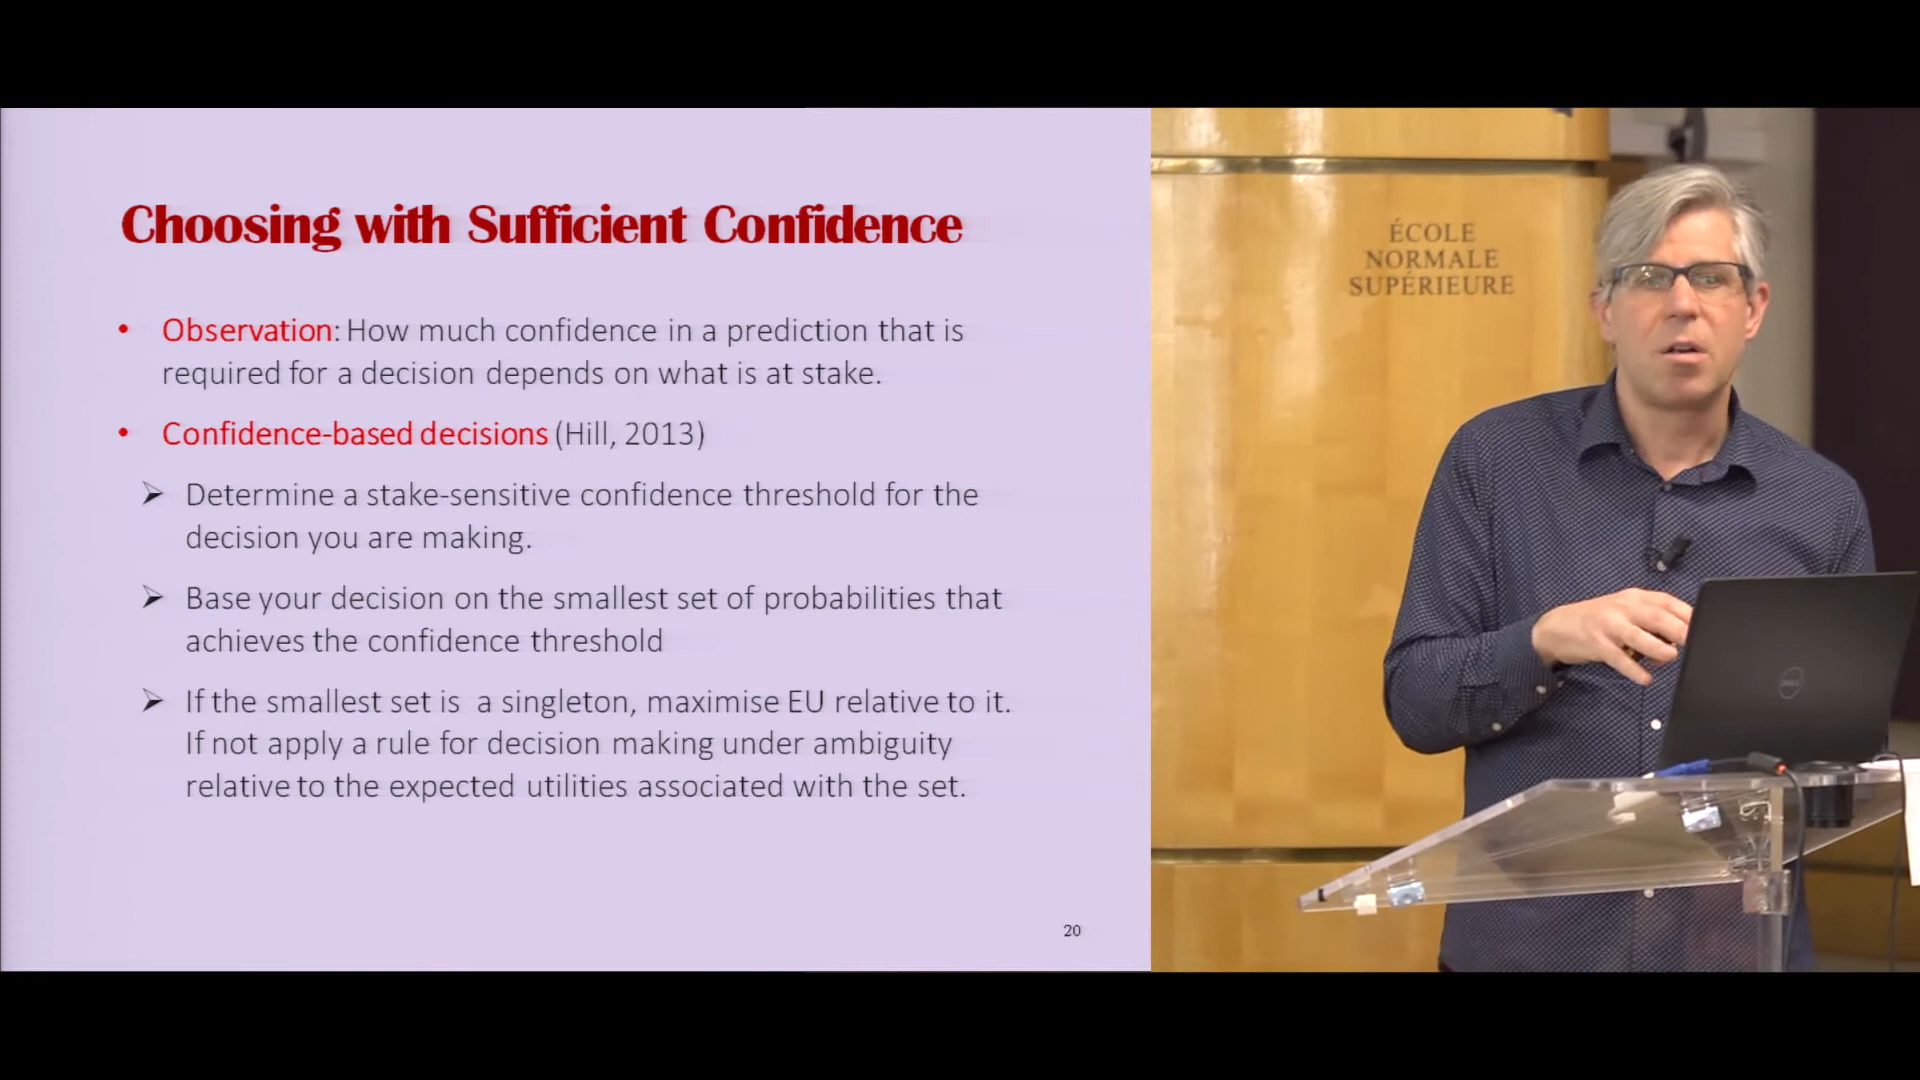 Choosing with Sufficient Confidence
• Observation: How much confidence in a prediction that is
required for a decision depends on what is at stake.
• Confidence-based decisions (Hill, 2013)
➢ Determine a stake-sensitive confidence threshold for the
decision you are making.
➢ Base your decision on the smallest set of probabilities that
achieves the confidence threshold
➢ If the smallest set is a singleton, maximise EU relative to it.
If not apply a rule for decision making under ambiguity
relative to the expected utilities associated with the set.
20
ÉCOLE
NORMALE
SUPÉRIEURE
DELL